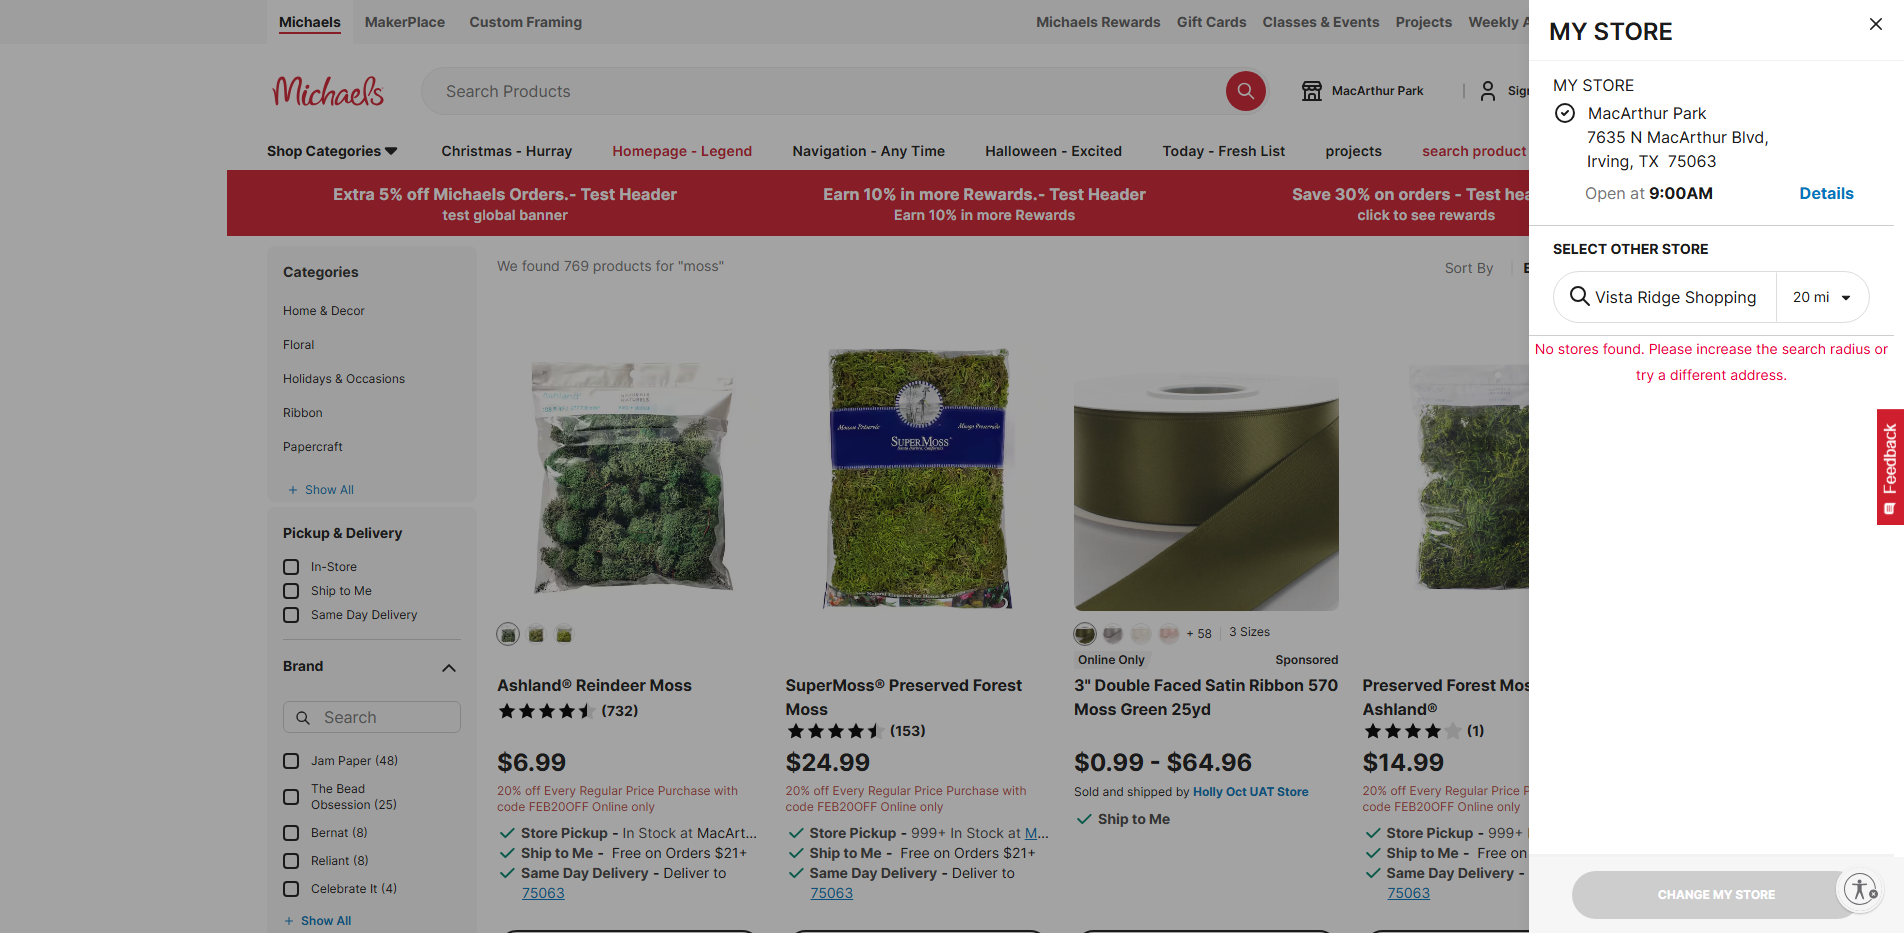 Michaels
MakerPlace
Custom Framing
Michaels Rewards
Gift Cards
Classes & Events
Projects
Weekly A
Michaels
Search Products
MacArthur Park
Sign
Shop Categories
Christmas - Hurray
Homepage - Legend
Navigation - Any Time
Halloween - Excited
Today - Fresh List
projects
search product
Extra 5% off Michaels Orders.- Test Header
test global banner
Earn 10% in more Rewards.- Test Header
Earn 10% in more Rewards
Save 30% on orders - Test hea
click to see rewards
Categories
Home & Decor
Floral
Holidays & Occasions
Ribbon
Papercraft
+ Show All
Pickup & Delivery
In-Store
Ship to Me
Same Day Delivery
Brand
Search
Jam Paper (48)
The Bead
Obsession (25)
Bernat (8)
Reliant (8)
Celebrate It (4)
+ Show All
We found 769 products for "moss"
Sort By
Ashland®
Ashland® Reindeer Moss
(732)
$6.99
20% off Every Regular Price Purchase with
code FEB20OFF Online only
Store Pickup - In Stock at MacArt...
Ship to Me - Free on Orders $21+
Same Day Delivery - Deliver to
75063
Mousse Préservée
Musgo Preservado
SUPERMOSS
SuperMoss® Preserved Forest
Moss
(153)
$24.99
20% off Every Regular Price Purchase with
code FEB20OFF Online only
Store Pickup - 999+ In Stock at M...
Ship to Me - Free on Orders $21+
Same Day Delivery - Deliver to
75063
+ 58
3 Sizes
Online Only
Sponsored
3" Double Faced Satin Ribbon 570
Moss Green 25yd
$0.99 - $64.96
Sold and shipped by Holly Oct UAT Store
Ship to Me
Preserved Forest Mos
Ashland®
(1)
$14.99
20% off Every Regular Price P
code FEB20OFF Online only
Store Pickup - 999+ I
Ship to Me - Free on
Same Day Delivery -
75063
MY STORE
MY STORE
MacArthur Park
7635 N MacArthur Blvd,
Irving, TX 75063
Open at 9:00AM
Details
SELECT OTHER STORE
Vista Ridge Shopping
20 mi
No stores found. Please increase the search radius or
try a different address.
Feedback
CHANGE MY STORE